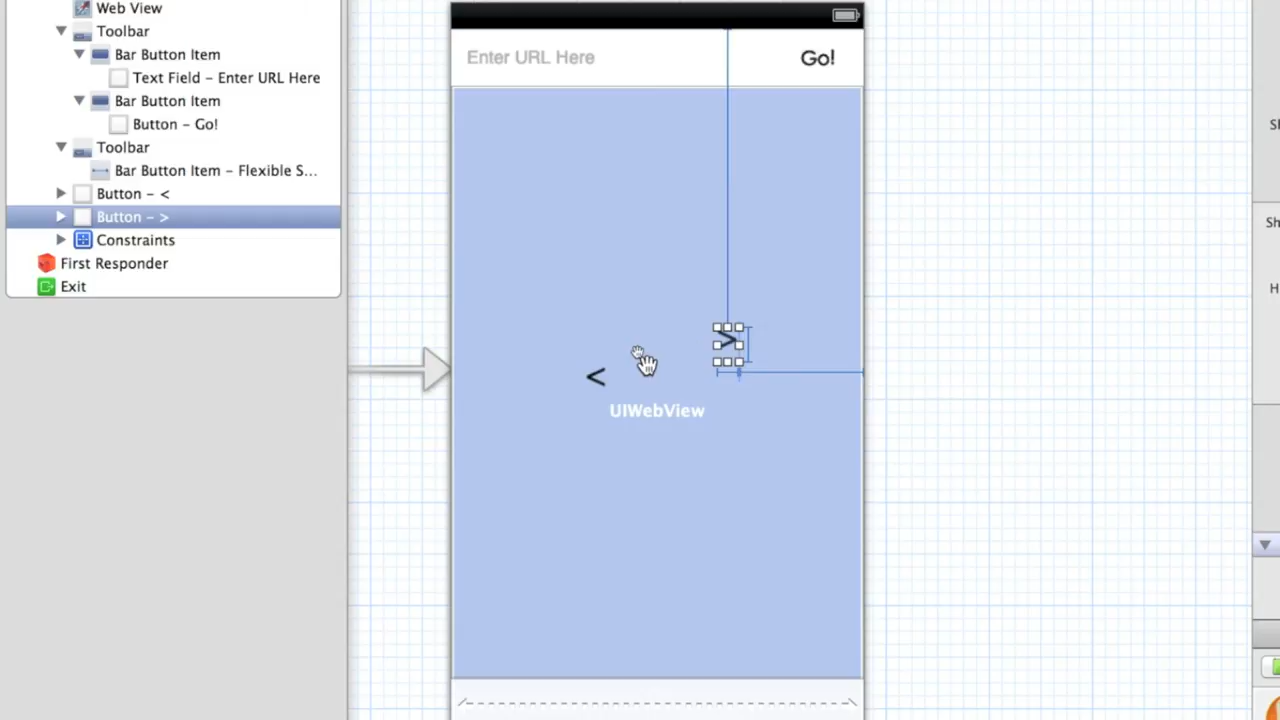 Web View
Toolbar
Bar Button Item
Text Field – Enter URL Here
Bar Button Item
Button – Go!
Toolbar
Bar Button Item – Flexible S...
Button – <
Button – >
Constraints
First Responder
Exit
Enter URL Here
Go!
>
<
UIWebView
Sh
H